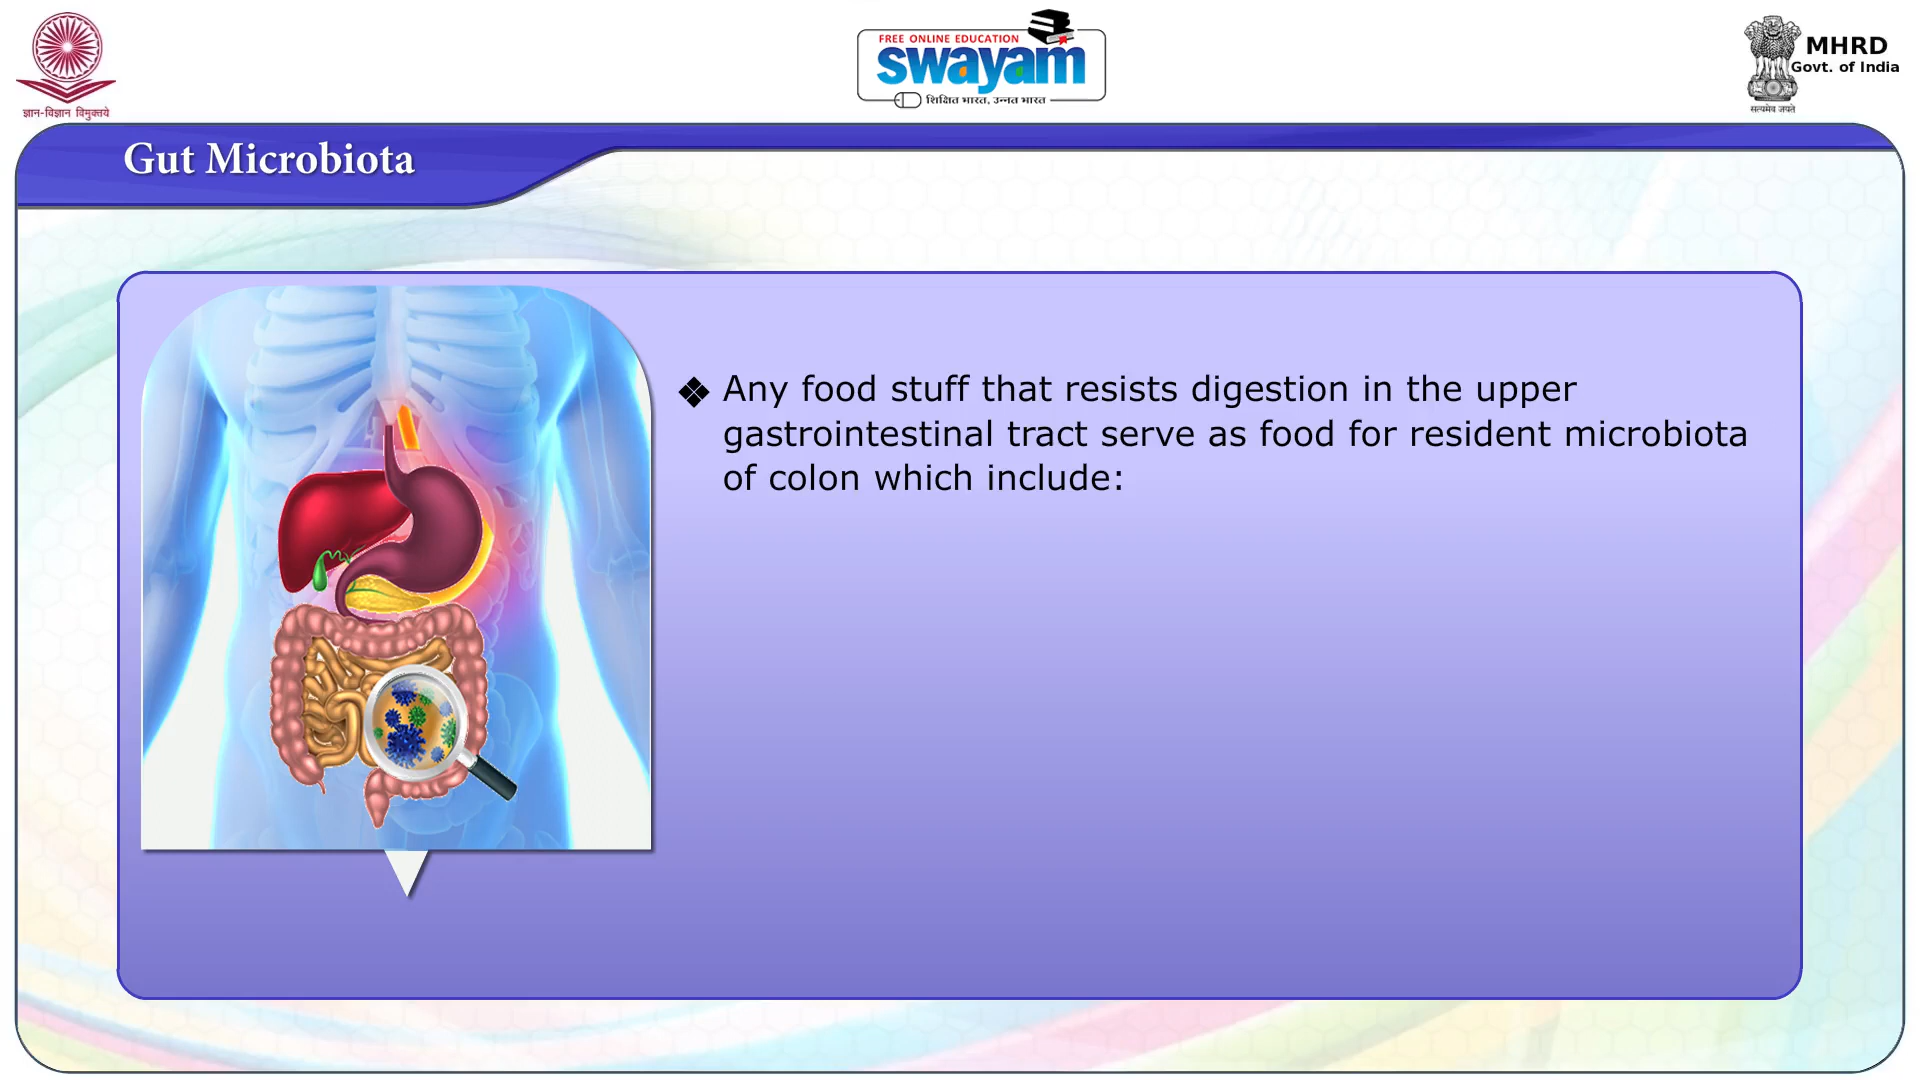 ज्ञान-विज्ञान विमुक्तये
FREE ONLINE EDUCATION
swayam
शिक्षित भारत, उन्नत भारत
MHRD
Govt. of India
सत्यमेव जयते
Gut Microbiota
Any food stuff that resists digestion in the upper
gastrointestinal tract serve as food for resident microbiota
of colon which include: